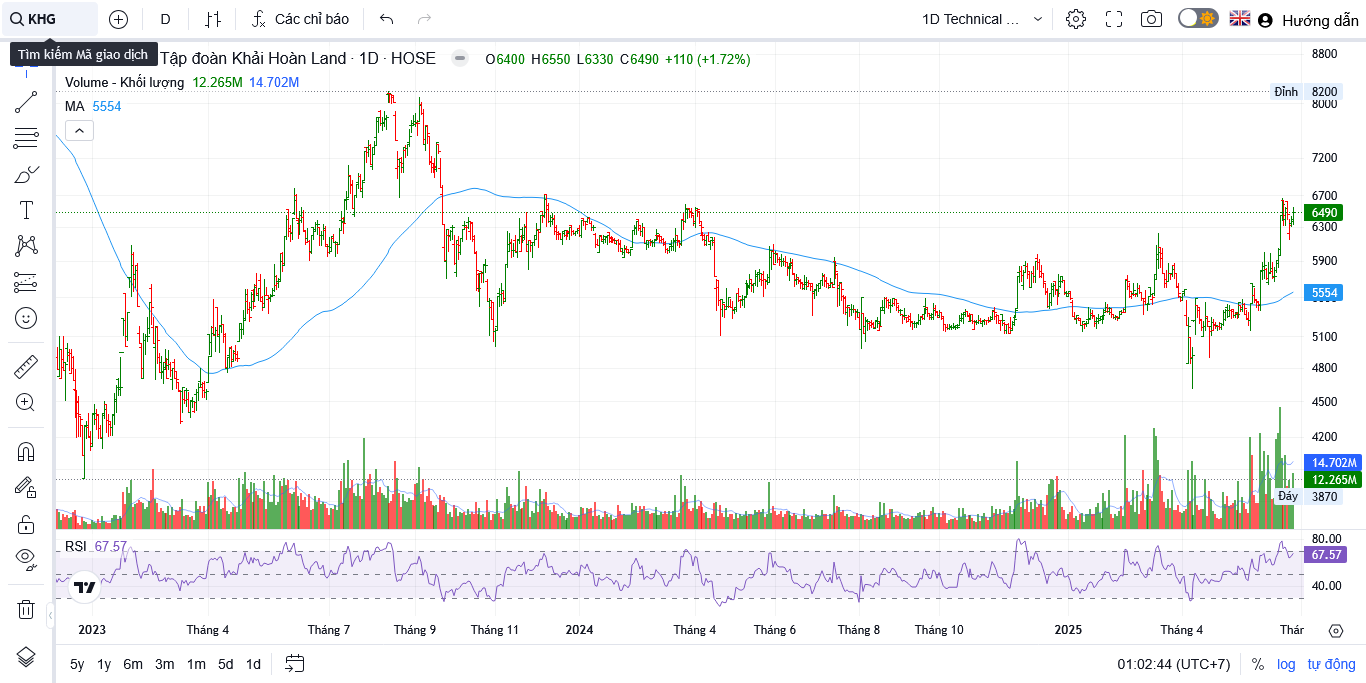 KHG
D
Các chỉ báo
1D Technical ...
Hướng dẫn
Tìm kiếm Mã giao dịch
Tập đoàn Khải Hoàn Land · 1D · HOSE
O6400 H6550 L6330 C6490 +110 (+1.72%)
Volume - Khối lượng 12.265M 14.702M
MA 5554
8800
Đỉnh 8200
8000
7200
6700
6490
6300
5900
5554
5100
4800
4500
4200
14.702M
12.265M
Đáy 3870
RSI 67.57
80.00
67.57
40.00
2023 Tháng 4 Tháng 7 Tháng 9 Tháng 11 2024 Tháng 4 Tháng 6 Tháng 8 Tháng 10 2025 Tháng 4 Thár
5y 1y 6m 3m 1m 5d 1d
01:02:44 (UTC+7) % log tự động